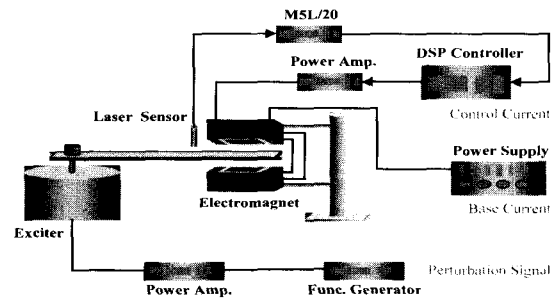 M5L/20
Power Amp.
DSP Controller
Laser Sensor
Control Current
Power Supply
Electromagnet
Base Current
Exciter
Perturbation Signal
Power Amp.
Func. Generator